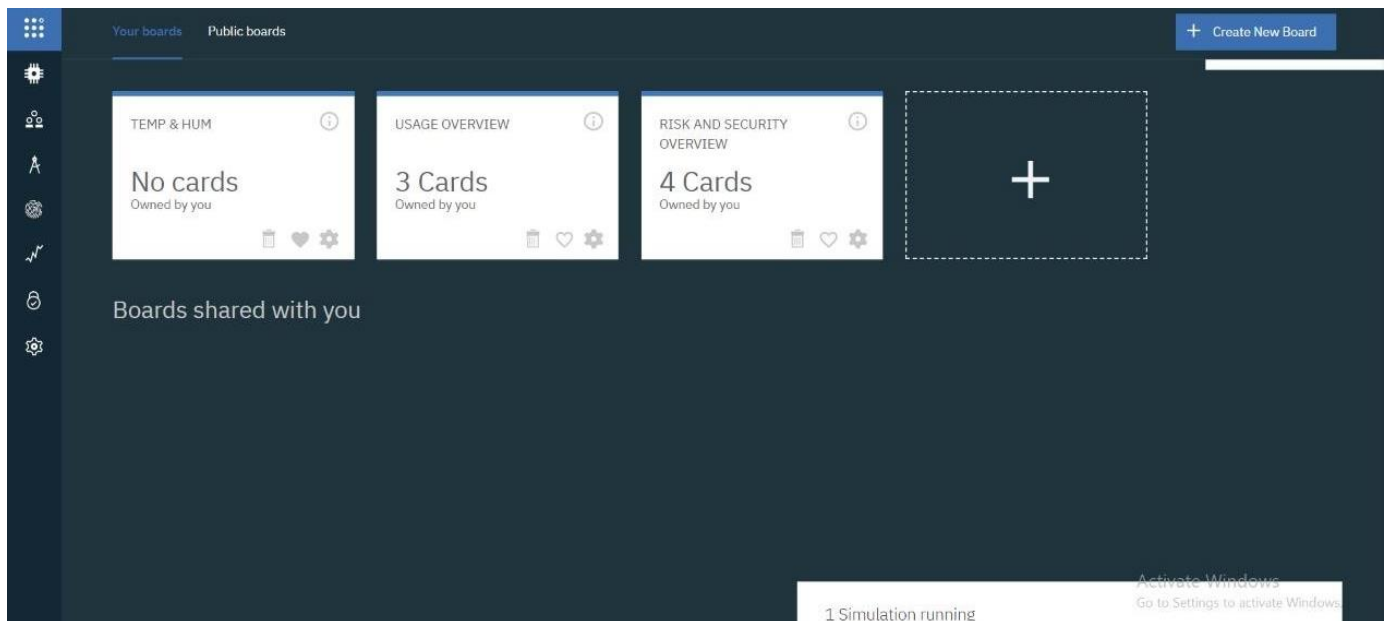 Your boards
Public boards
+ Create New Board
TEMP & HUM
No cards
Owned by you
USAGE OVERVIEW
3 Cards
Owned by you
RISK AND SECURITY
OVERVIEW
4 Cards
Owned by you
Boards shared with you
1 Simulation running
Activate Windows
Go to Settings to activate Windows.